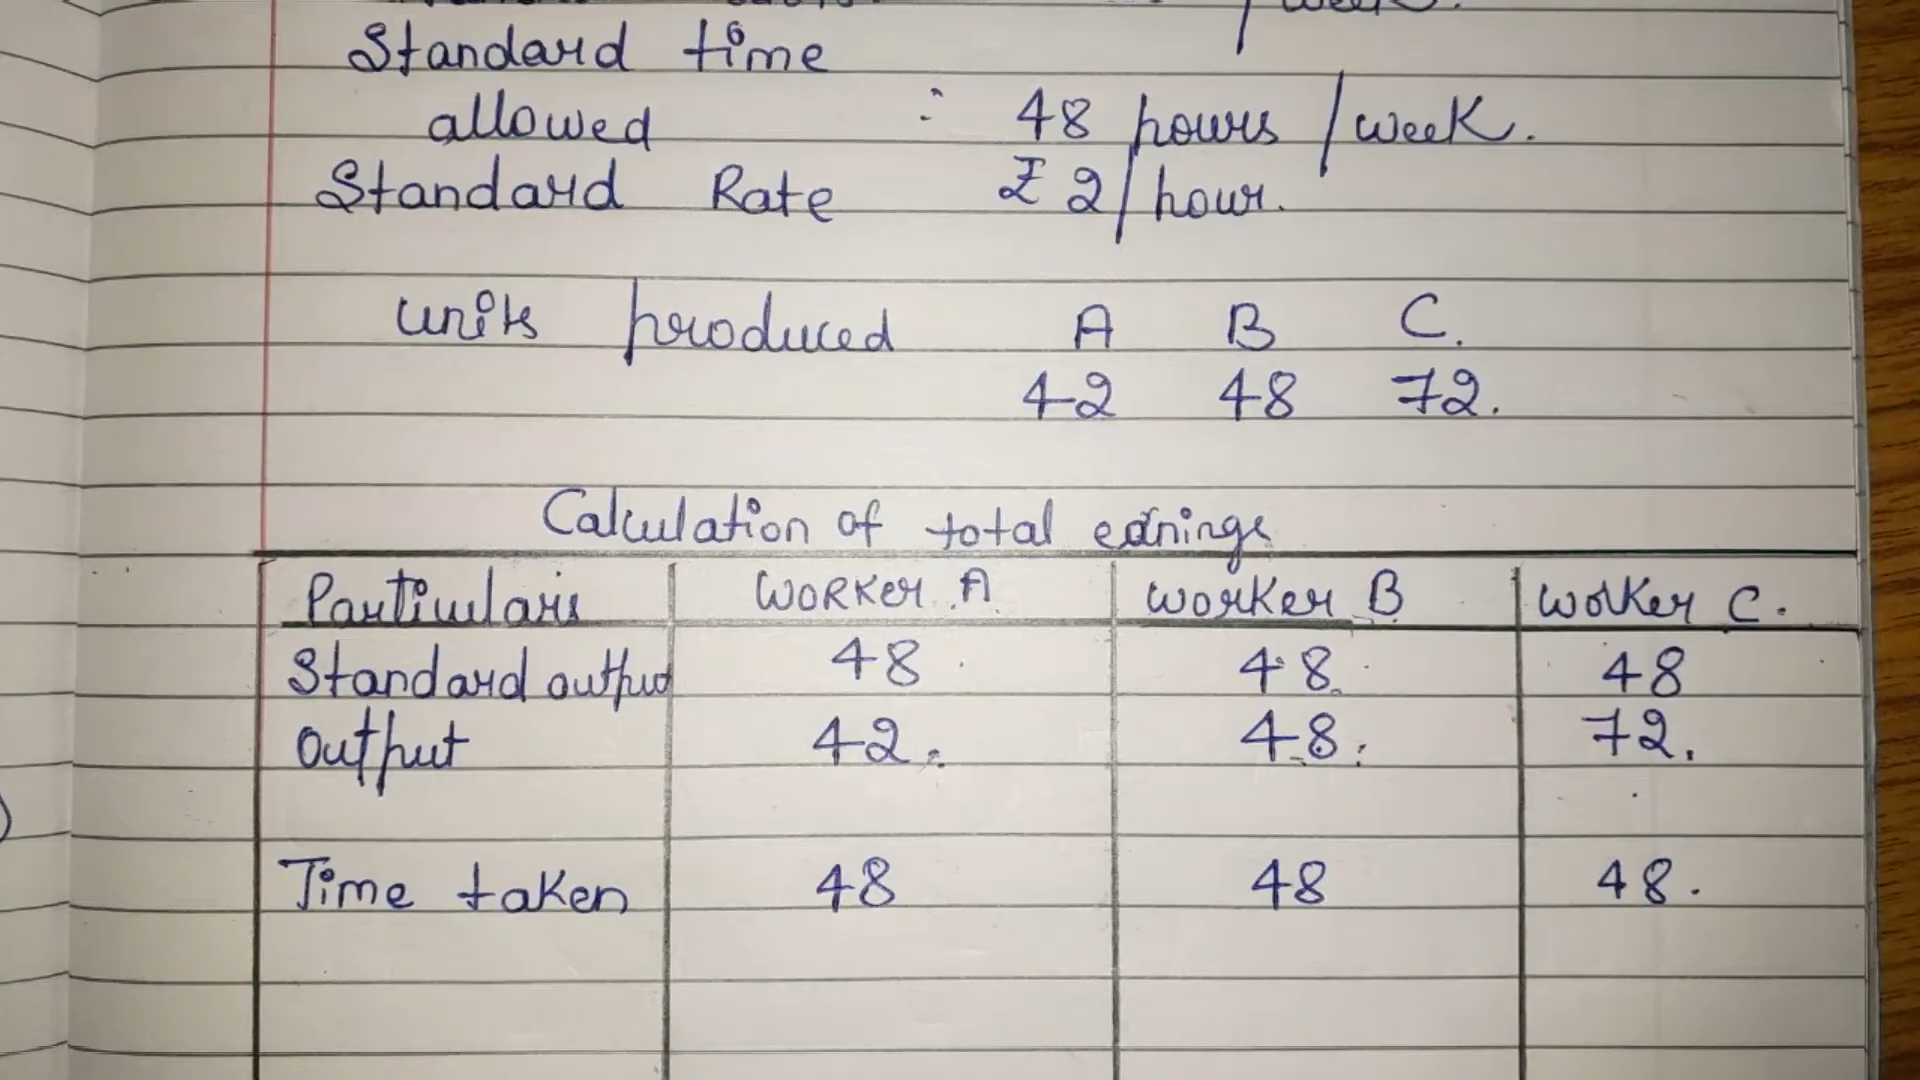 Standard time
allowed : 48 hours / week.
Standard Rate ₹ 2/hour.
units produced A B C.
42 48 72.
Calculation of total earnings
Particulars Worker A Worker B Worker C.
Standard output 48 48 48
Output 42 48 72.
Time taken 48 48 48.